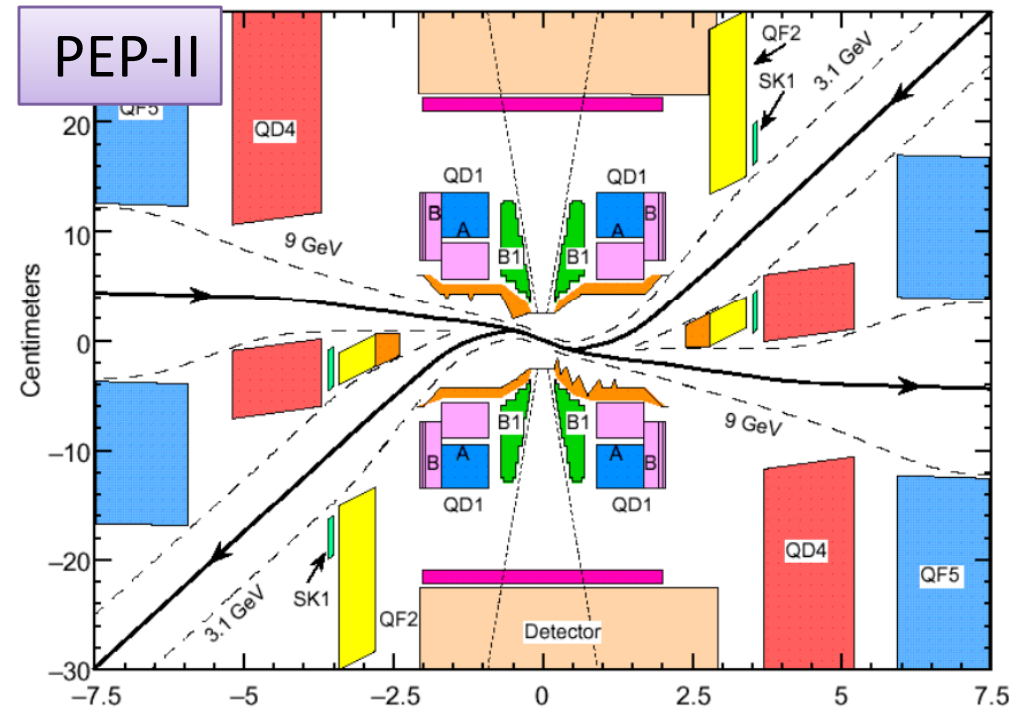 PEP-II
QF5
QD4
QF2
SK1
3.1 GeV
20
QD1
QD1
B
A
A
B
B1
B1
9 GeV
10
0
Centimeters
−10
−20
−30
B1
B1
9 GeV
B
A
A
B
QD1
QD1
QD4
QF5
SK1
3.1 GeV
QF2
Detector
−7.5
−5
−2.5
0
2.5
5
7.5